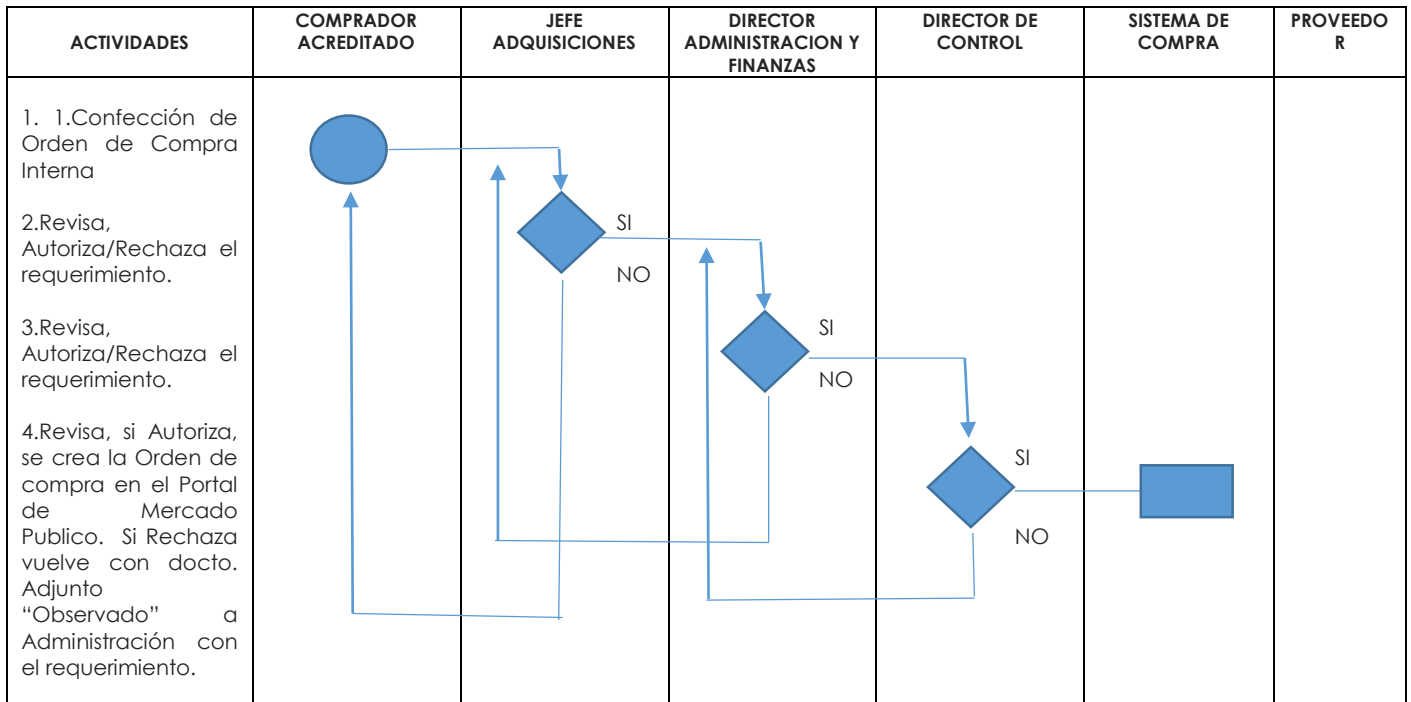 ACTIVIDADES
COMPRADOR
ACREDITADO
JEFE
ADQUISICIONES
DIRECTOR
ADMINISTRACION Y
FINANZAS
DIRECTOR DE
CONTROL
SISTEMA DE
COMPRA
PROVEEDO
R
1. 1.Confección de
Orden de Compra
Interna
2.Revisa,
Autoriza/Rechaza el
requerimiento.
3.Revisa,
Autoriza/Rechaza el
requerimiento.
4.Revisa, si Autoriza,
se crea la Orden de
compra en el Portal
de Mercado
Publico. Si Rechaza
vuelve con docto.
Adjunto
“Observado” a
Administración con
el requerimiento.
SI
NO
SI
NO
SI
NO